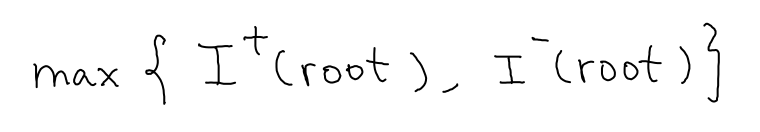 max { I⁺(root), I⁻(root)}